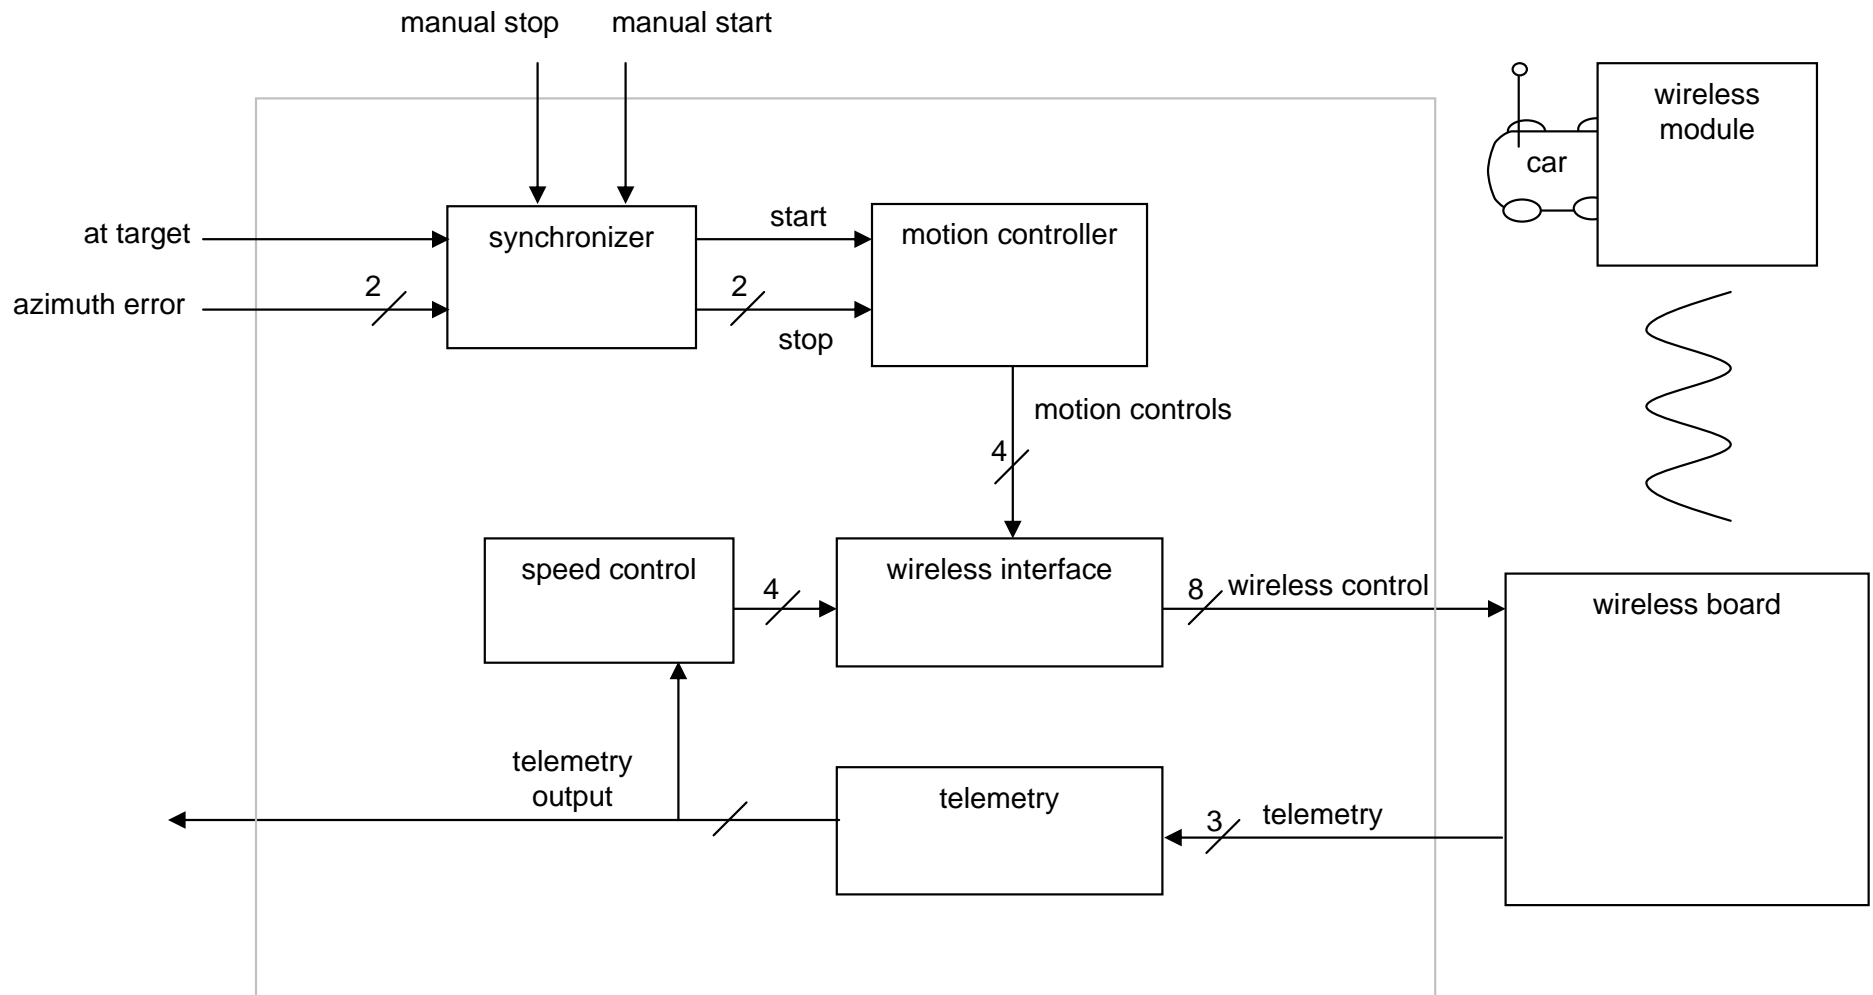 manual stop
manual start
wireless
module
car
at target
synchronizer
start
motion controller
azimuth error
2
2
stop
motion controls
4
speed control
4
wireless interface
8
wireless control
wireless board
telemetry
output
telemetry
3
telemetry